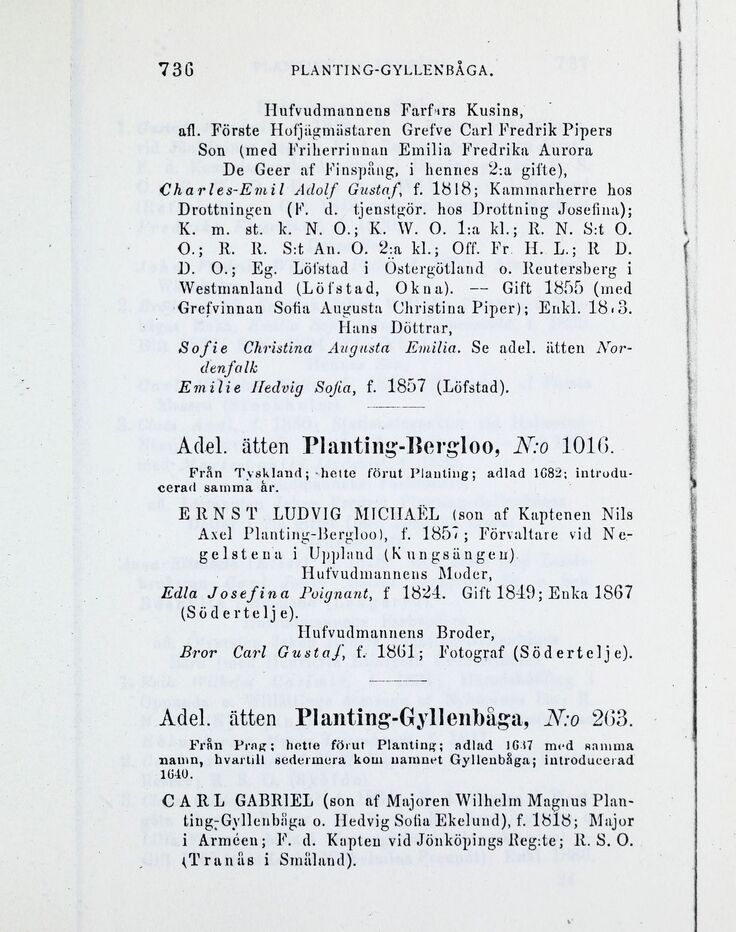 736 PLANTING-GYLLENBÅGA.
Hufvudmannens Farfars Kusins,
afl. Förste Hofjägmästaren Grefve Carl Fredrik Pipers
Son (med Friherrinnan Emilia Fredrika Aurora
De Geer af Finspång, i hennes 2:a gifte),
Charles-Emil Adolf Gustaf, f. 1818; Kammarherre hos
Drottningen (F. d. tjenstgör. hos Drottning Josefina);
K. m. st. k. N. O.; K. W. O. 1:a kl.; R. N. S:t O.
O.; R. R. S:t An. O. 2:a kl.; Off. Fr. H. L.; R D.
D. O.; Eg. Löfstad i Östergötland o. Reutersberg i
Westmanland (Löfstad, Okna). — Gift 1855 (med
Grefvinnan Sofia Augusta Christina Piper); Enkl.
Hans Döttrar,
Sofie Christina Augusta Emilia. Se adel. ätten Nor-
denfalk
Emilie Hedvig Sofia, f. 1857 (Löfstad).
Adel. ätten Planting-Bergloo, N:o 1016.
Från Tyskland; hette förut Planting; adlad 1682; introdu-
cerad samma år.
ERNST LUDVIG MICHAËL (son af Kaptenen Nils
Axel Planting-Bergloo), f. 1857; Förvaltare vid Ne-
gelstena i Uppland (Kungsängen)
Hufvudmannens Moder,
Edla Josefina Poignant, f 1824. Gift 1849; Enka 1867
(Södertelje).
Hufvudmannens Broder,
Bror Carl Gustaf, f. 1861; Fotograf (Södertelje).
Adel. ätten Planting-Gyllenbåga, N:o 263.
Från Prag; hette förut Planting; adlad 1637 med samma
namn, hvartill sedermera kom namnet Gyllenbåga; introducerad
1640.
CARL GABRIEL (son af Majoren Wilhelm Magnus Plan-
ting-Gyllenbåga o. Hedvig Sofia Ekelund), f. 1818; Major
i Arméen; F. d. Kapten vid Jönköpings Reg:te; R. S. O.
(Tranås i Småland).